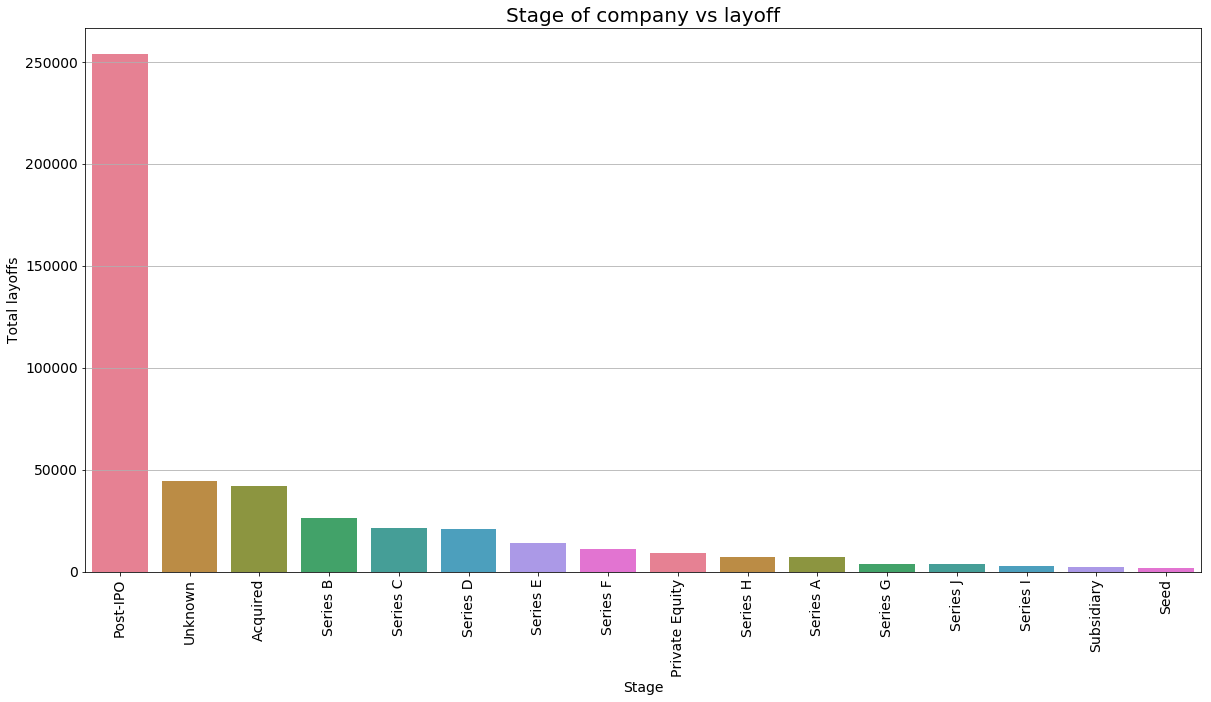 Stage of company vs layoff
250000
200000
150000
100000
50000
0
Total layoffs
Post-IPO
Unknown
Acquired
Series B
Series C
Series D
Series E
Series F
Private Equity
Series H
Series A
Series G
Series J
Series I
Subsidiary
Seed
Stage